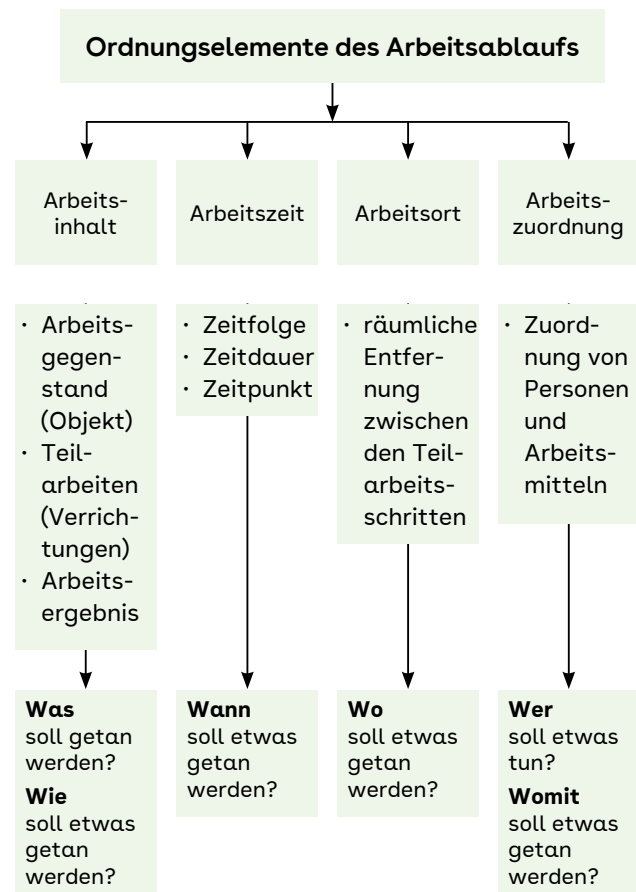 Ordnungselemente des Arbeitsablaufs
Arbeits-
inhalt
Arbeitszeit
Arbeitsort
Arbeits-
zuordnung
· Arbeits-
gegen-
stand
(Objekt)
· Teil-
arbeiten
(Verrich-
tungen)
· Arbeits-
ergebnis
· Zeitfolge
· Zeitdauer
· Zeitpunkt
· räumliche
Entfer-
nung
zwischen
den Teil-
arbeits-
schritten
· Zuord-
nung von
Personen
und
Arbeits-
mitteln
Was
soll getan
werden?
Wie
soll etwas
getan
werden?
Wann
soll etwas
getan
werden?
Wo
soll etwas
getan
werden?
Wer
soll etwas
tun?
Womit
soll etwas
getan
werden?